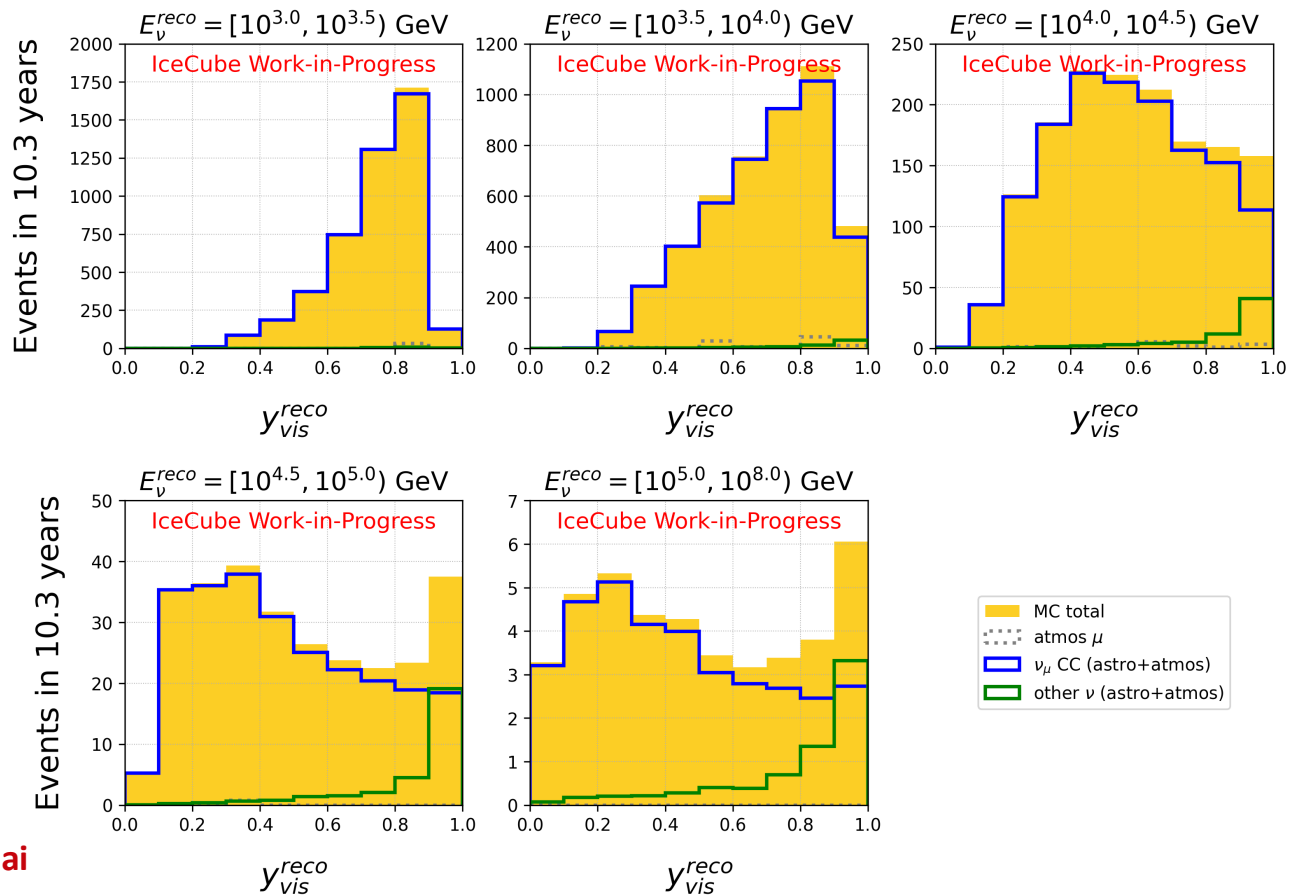 E_ν^reco = [10^3.0, 10^3.5) GeV
E_ν^reco = [10^3.5, 10^4.0) GeV
E_ν^reco = [10^4.0, 10^4.5) GeV
IceCube Work-in-Progress
IceCube Work-in-Progress
IceCube Work-in-Progress
Events in 10.3 years
2000
1750
1500
1250
1000
750
500
250
0
0.0 0.2 0.4 0.6 0.8 1.0
y_vis^reco
1200
1000
800
600
400
200
0
0.0 0.2 0.4 0.6 0.8 1.0
y_vis^reco
250
200
150
100
50
0
0.0 0.2 0.4 0.6 0.8 1.0
y_vis^reco
E_ν^reco = [10^4.5, 10^5.0) GeV
E_ν^reco = [10^5.0, 10^8.0) GeV
IceCube Work-in-Progress
IceCube Work-in-Progress
Events in 10.3 years
50
40
30
20
10
0
0.0 0.2 0.4 0.6 0.8 1.0
y_vis^reco
7
6
5
4
3
2
1
0
0.0 0.2 0.4 0.6 0.8 1.0
y_vis^reco
MC total
atmos μ
ν_μ CC (astro+atmos)
other ν (astro+atmos)
ai